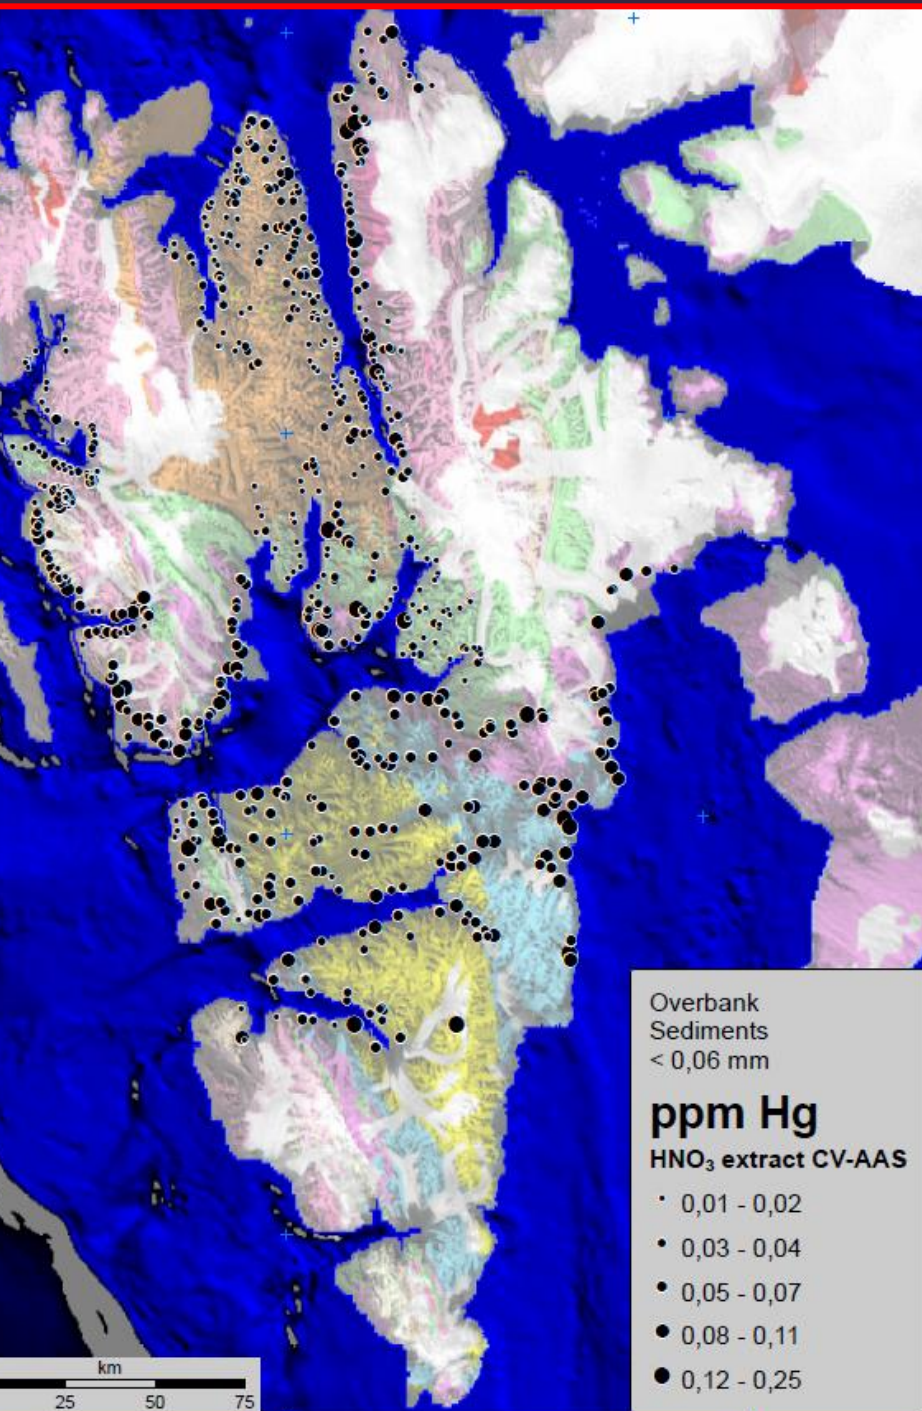 Overbank
Sediments
< 0,06 mm
ppm Hg
HNO₃ extract CV-AAS
0,01 - 0,02
0,03 - 0,04
0,05 - 0,07
0,08 - 0,11
0,12 - 0,25
km
25 50 75